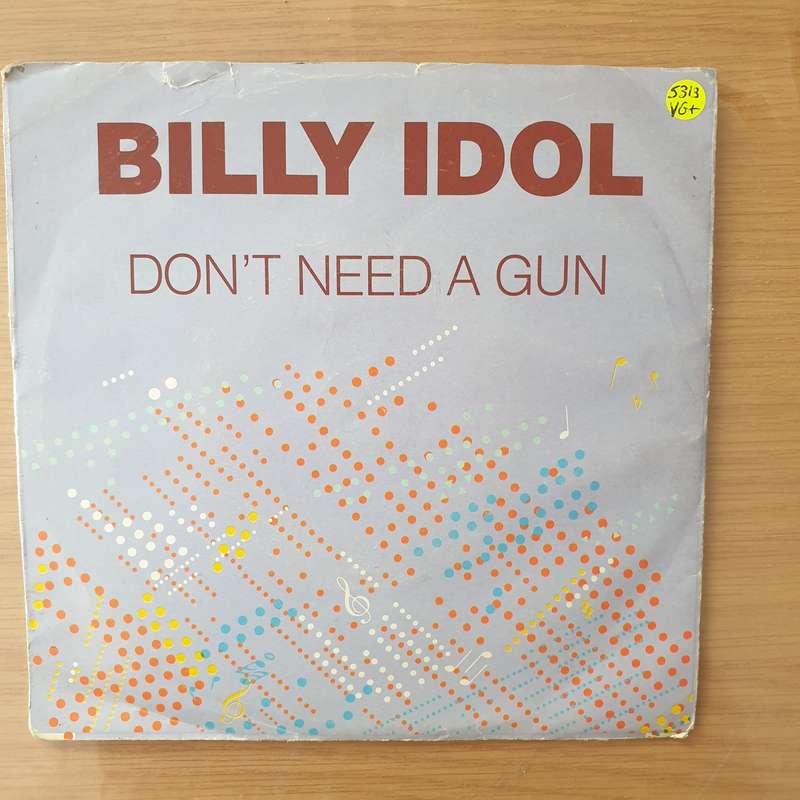 5313
VG+
BILLY IDOL
DON'T NEED A GUN